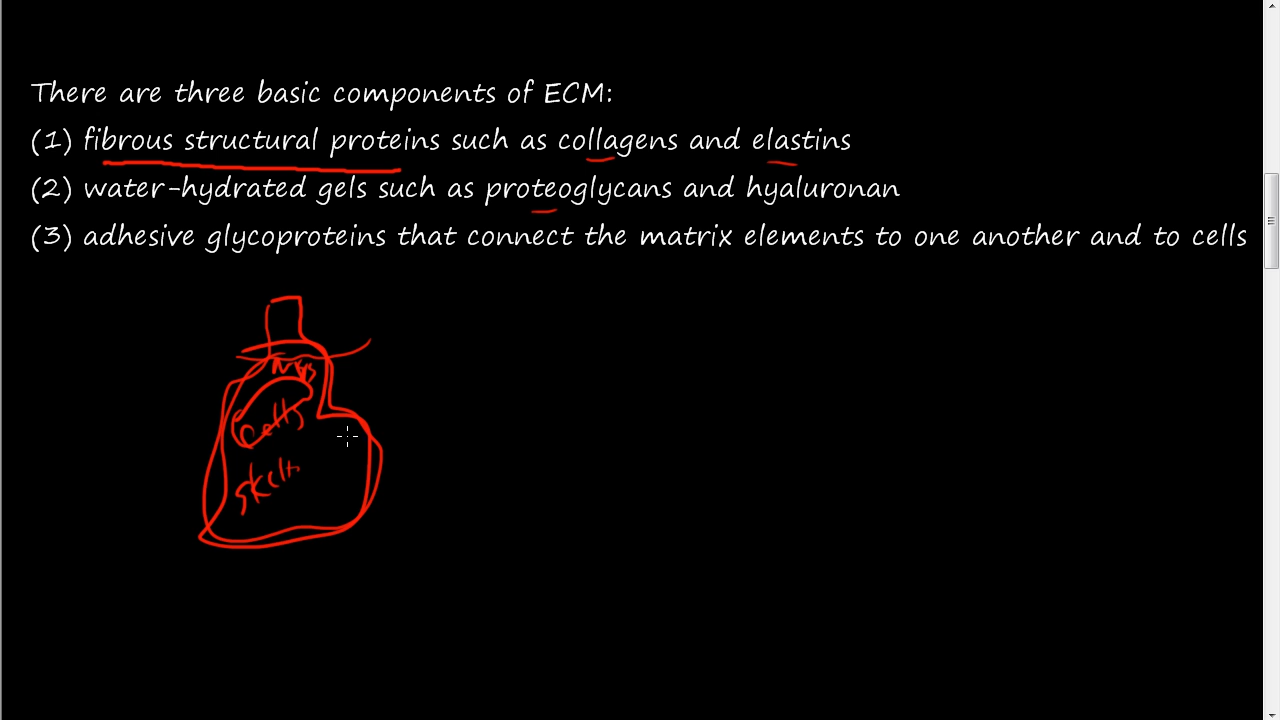 There are three basic components of ECM:
(1) fibrous structural proteins such as collagens and elastins
(2) water-hydrated gels such as proteoglycans and hyaluronan
(3) adhesive glycoproteins that connect the matrix elements to one another and to cells
cells